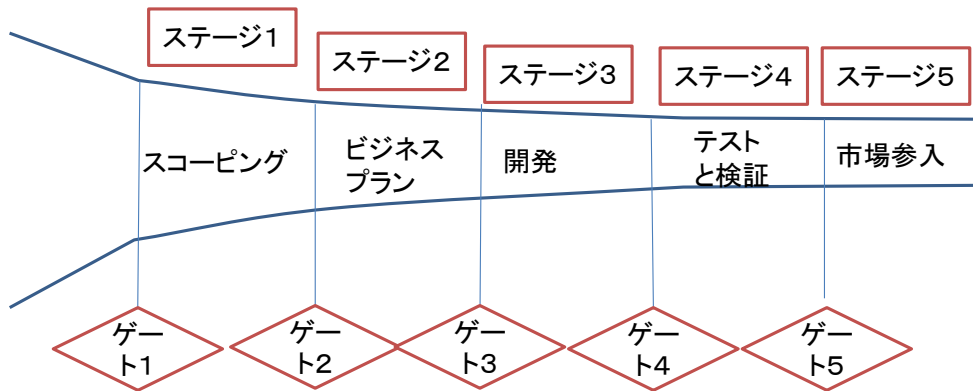 ステージ1
ステージ2
ステージ3
ステージ4
ステージ5
スコーピング
ビジネス
プラン
開発
テスト
と検証
市場参入
ゲー
ト1
ゲー
ト2
ゲー
ト3
ゲー
ト4
ゲー
ト5